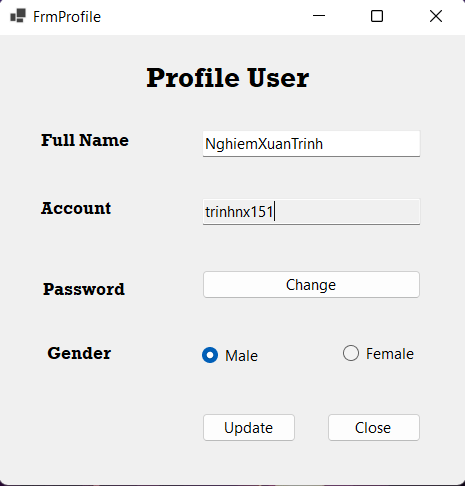 FrmProfile
Profile User
Full Name NghiemXuanTrinh
Account trinhnx151
Password Change
Gender Male Female
Update Close